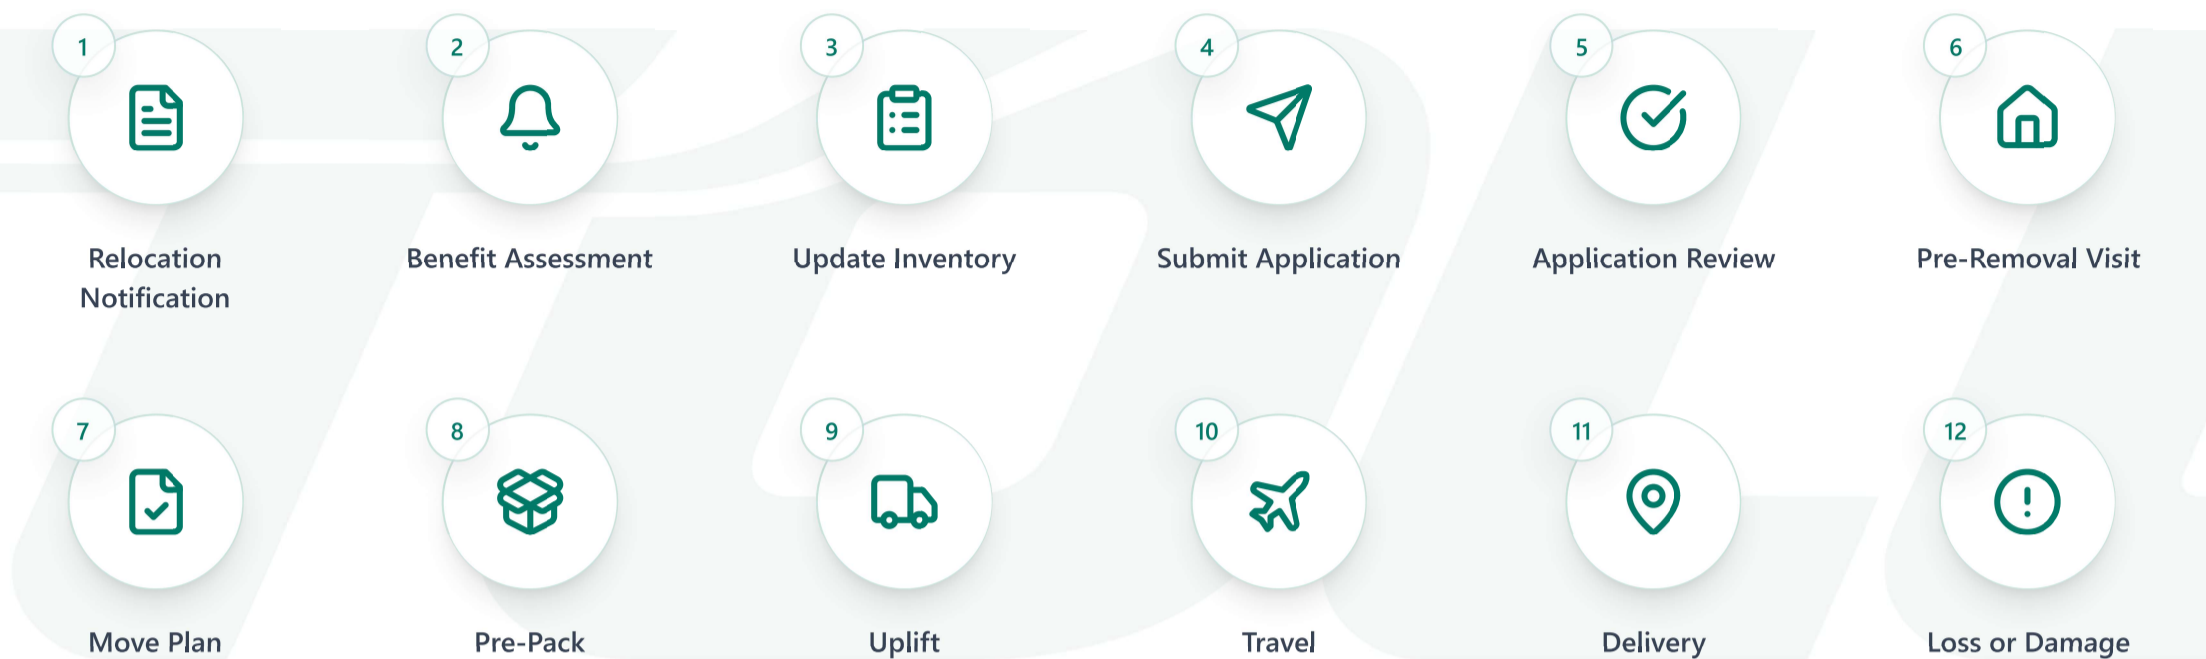 1
2
3
4
5
6
Relocation
Notification
Benefit Assessment
Update Inventory
Submit Application
Application Review
Pre-Removal Visit
7
8
9
10
11
12
Move Plan
Pre-Pack
Uplift
Travel
Delivery
Loss or Damage